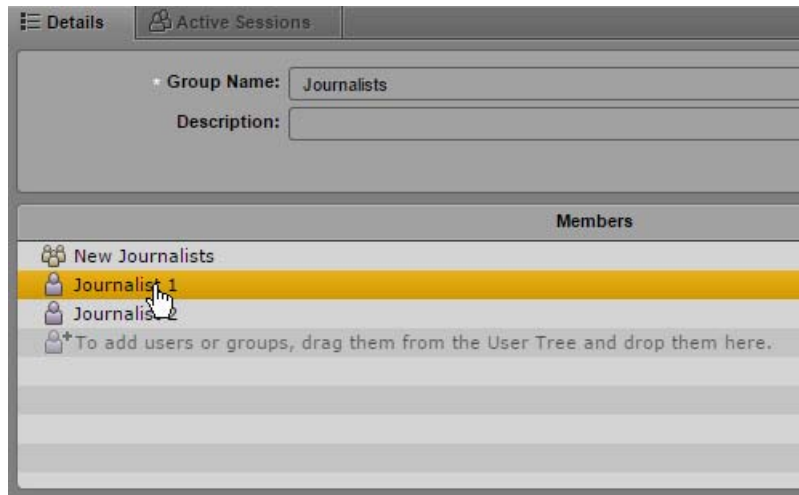 Details
Active Sessions
* Group Name: Journalists
Description:
Members
New Journalists
Journalist 1
Journalist 2
To add users or groups, drag them from the User Tree and drop them here.